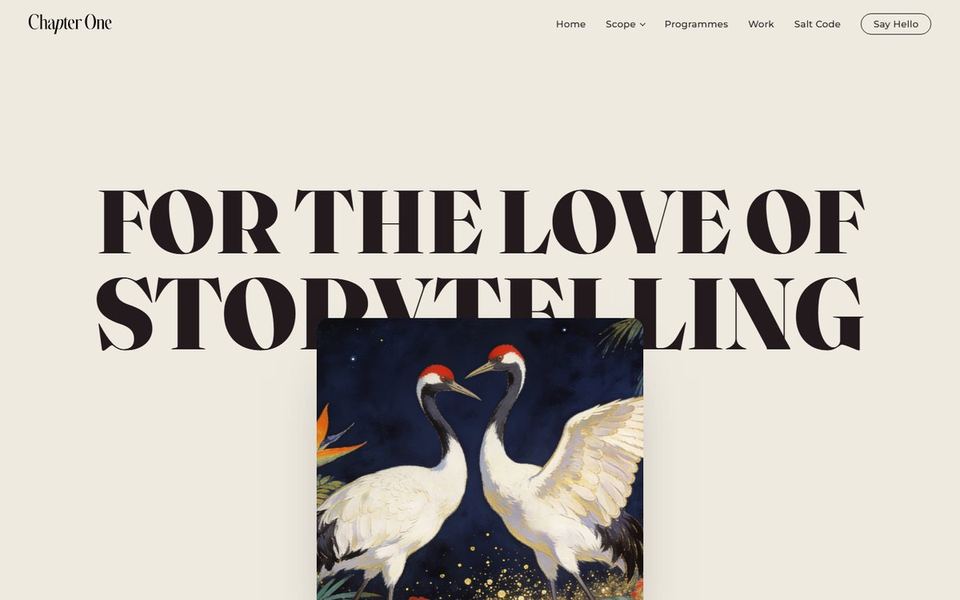 Chapter One
Home
Scope
Programmes
Work
Salt Code
Say Hello
FOR THE LOVE OF
STORYTELLING